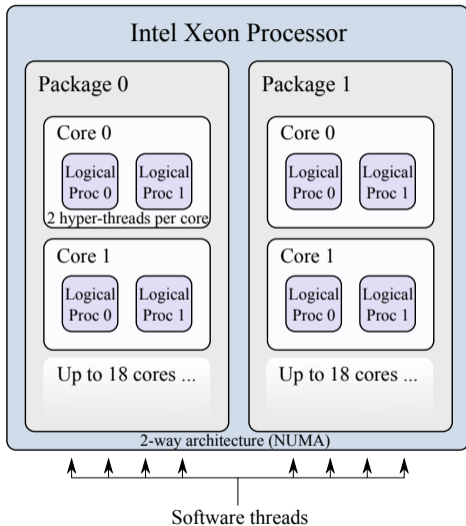 Intel Xeon Processor
Package 0
Core 0
Logical
Proc 0
Logical
Proc 1
2 hyper-threads per core
Core 1
Logical
Proc 0
Logical
Proc 1
Up to 18 cores ...
Package 1
Core 0
Logical
Proc 0
Logical
Proc 1
Core 1
Logical
Proc 0
Logical
Proc 1
Up to 18 cores ...
2-way architecture (NUMA)
Software threads